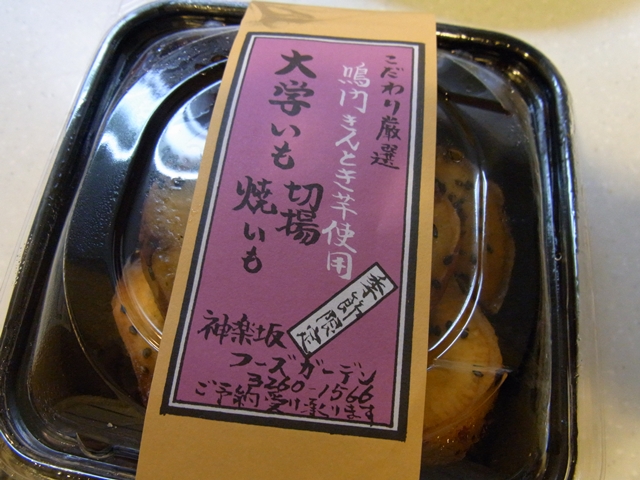 こだわり厳選
鳴門きんとき芋使用
大学いも切揚
焼いも
季節限定
神楽坂
フーズガーデン
3260-1566
ご予約受け承ります